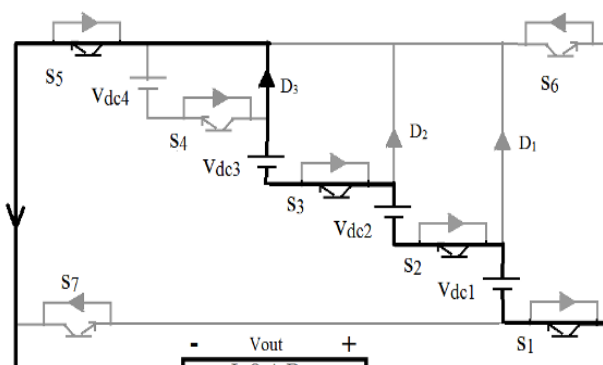 S5
S6
Vdc4
D3
S4
D2
D1
Vdc3
S3
Vdc2
S2
Vdc1
S7
S1
- Vout +